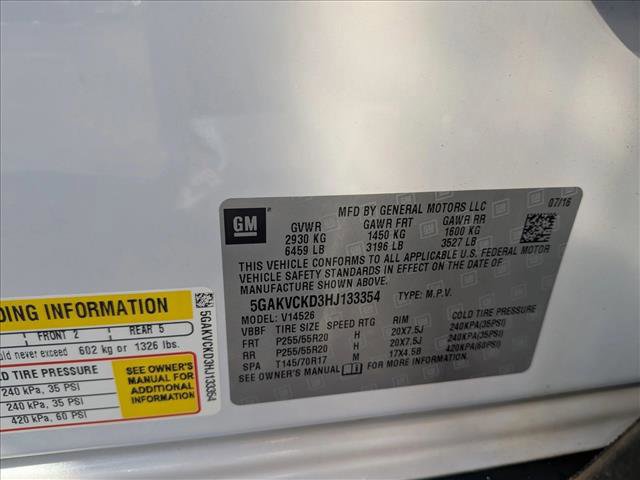 GM
MFD BY GENERAL MOTORS LLC 07/16
GVWR GAWR FRT GAWR RR
2930 KG 1450 KG 1600 KG
6459 LB 3196 LB 3527 LB
THIS VEHICLE CONFORMS TO ALL APPLICABLE U.S. FEDERAL MOTOR
VEHICLE SAFETY STANDARDS IN EFFECT ON THE DATE OF
MANUFACTURE SHOWN ABOVE.
5GAKVCKD3HJ133354 TYPE: M.P.V.
MODEL: V14526
VBBF TIRE SIZE SPEED RTG RIM COLD TIRE PRESSURE
FRT P255/55R20 H 20X7.5J 240KPA(35PSI)
RR P255/55R20 H 20X7.5J 240KPA(35PSI)
SPA T145/70R17 M 17X4.5B 420KPA(60PSI)
SEE OWNER'S MANUAL
DING INFORMATION
FRONT 2 REAR 5
ould never exceed 602 kg or 1326 lbs.
OLD TIRE PRESSURE
240 kPA, 35 PSI
240 kPA, 35 PSI
420 kPA, 60 PSI
SEE OWNER'S
MANUAL FOR
ADDITIONAL
INFORMATION
5GAKVCKD3HJ133354